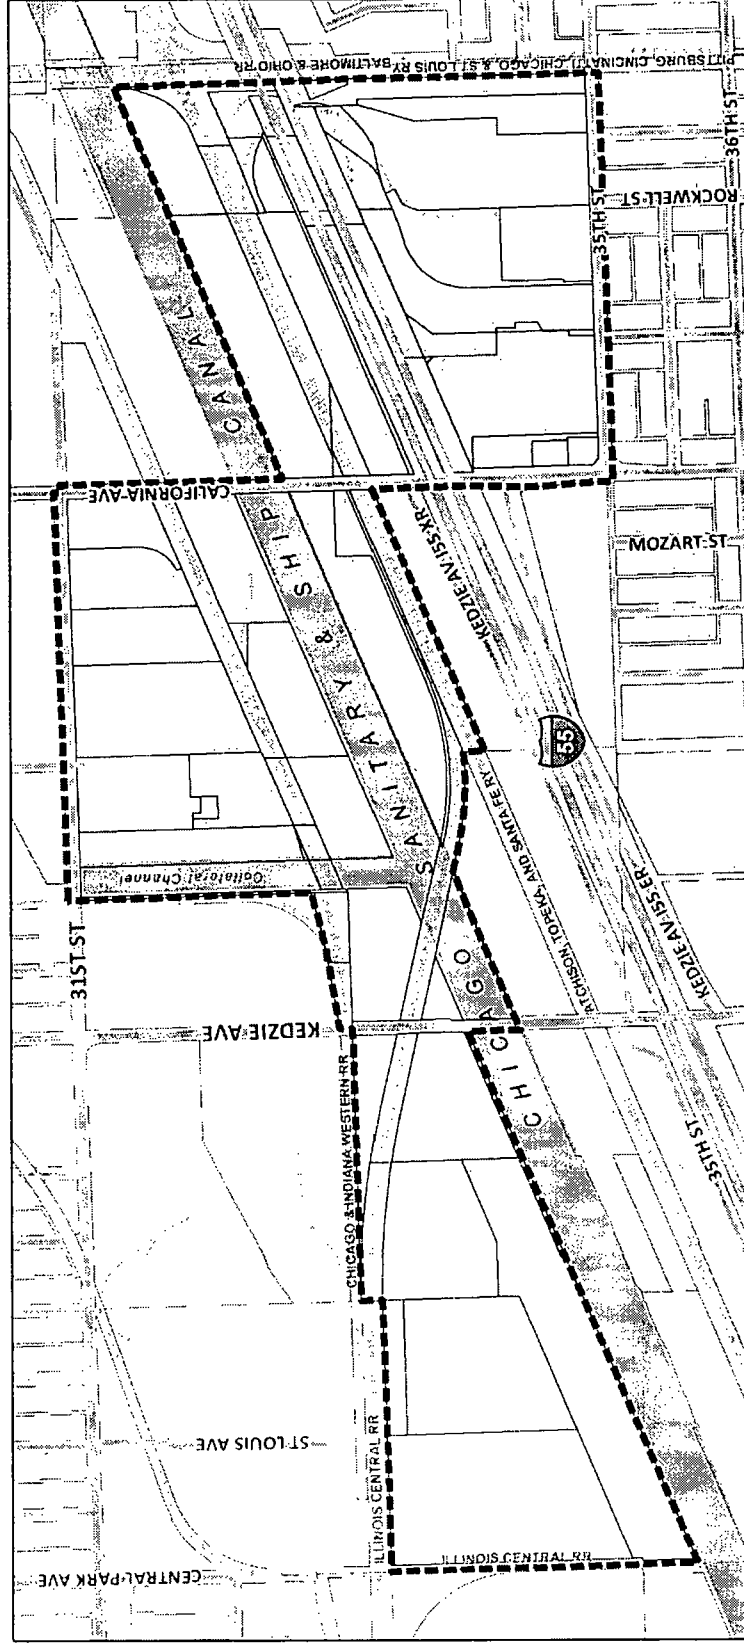 PITTSBURG, CINCINATTI, CHICAGO, & ST LOUIS RY
BALTIMORE & OHIO RR
36TH ST
ROCKWELL ST
35TH ST
CALIFORNIA AVE
MOZART ST
KEDZIE AV-I55 XR
CHICAGO SANITARY & SHIP CANAL
55
Collateral Channel
ATCHISON, TOPEKA, AND SANTA FE RY
KEDZIE AV-I55 ER
31ST ST
KEDZIE AVE
CHICAGO & INDIANA WESTERN RR
35TH ST
ST LOUIS AVE
ILLINOIS CENTRAL RR
ILLINOIS CENTRAL RR
CENTRAL PARK AVE